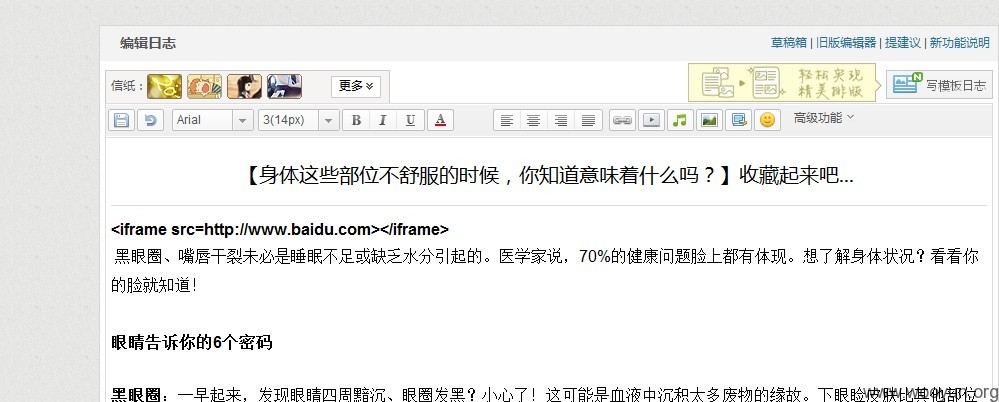 编辑日志
草稿箱 | 旧版编辑器 | 提建议 | 新功能说明
信纸：
更多
轻松实现
精美排版
N
写模板日志
Arial
3(14px)
B I U A
高级功能
【身体这些部位不舒服的时候，你知道意味着什么吗？】收藏起来吧...
<iframe src=http://www.baidu.com></iframe>
黑眼圈、嘴唇干裂未必是睡眠不足或缺乏水分引起的。医学家说，70%的健康问题脸上都有体现。想了解身体状况？看看你
的脸就知道！
眼睛告诉你的6个密码
黑眼圈：一早起来，发现眼睛四周黯沉、眼圈发黑？小心了！这可能是血液中沉积太多废物的缘故。下眼睑皮肤比其他部位
www.wooyun.org